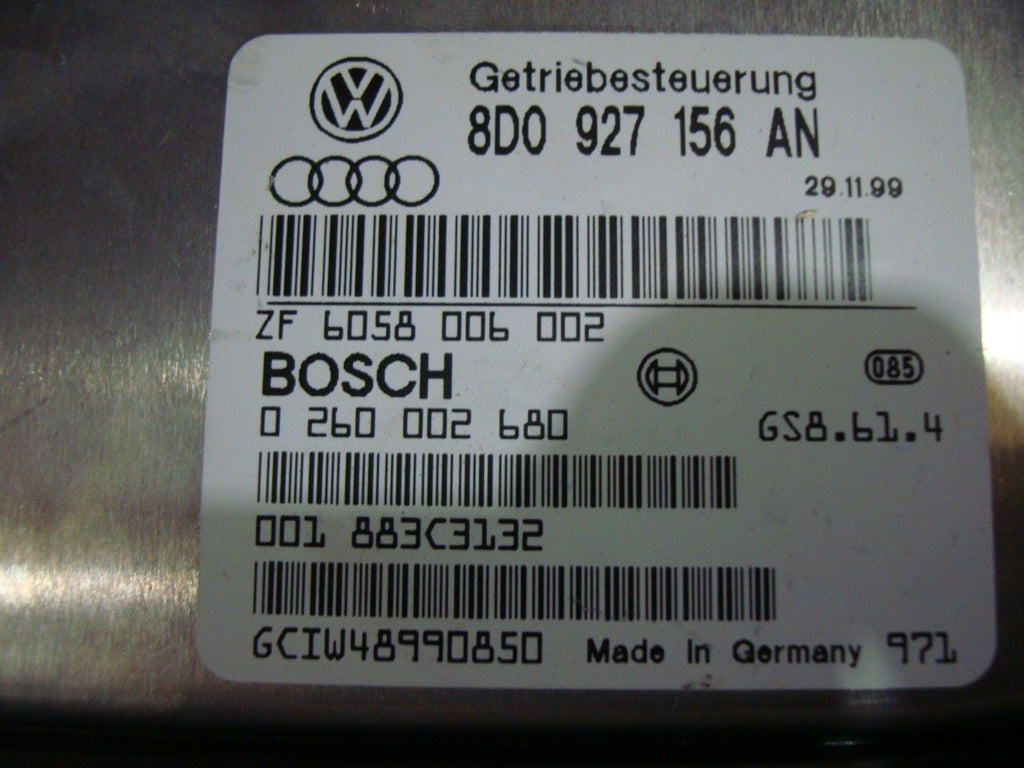 Getriebesteuerung
8D0 927 156 AN
29.11.99
ZF 6058 006 002
BOSCH
085
0 260 002 680
GS8.61.4
001 883C3132
GCIW48990850
Made In Germany 971